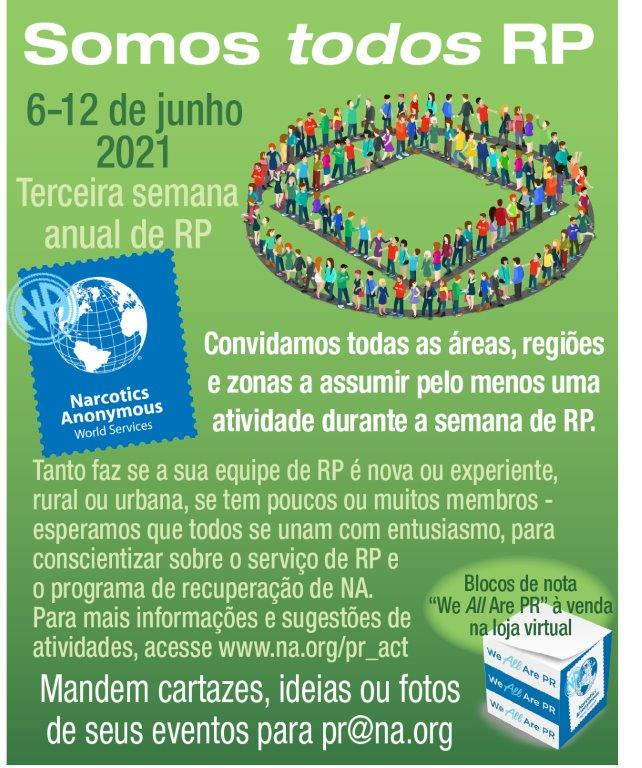 Somos todos RP
6-12 de junho
2021
Terceira semana
anual de RP
NA
Narcotics
Anonymous
World Services
Convidamos todas as áreas, regiões
e zonas a assumir pelo menos uma
atividade durante a semana de RP.
Tanto faz se a sua equipe de RP é nova ou experiente,
rural ou urbana, se tem poucos ou muitos membros -
esperamos que todos se unam com entusiasmo, para
conscientizar sobre o serviço de RP e
o programa de recuperação de NA.
Para mais informações e sugestões de
atividades, acesse www.na.org/pr_act
Blocos de nota
“We All Are PR” à venda
na loja virtual
We All Are PR
We All Are PR
We All Are PR
Narcotics
Anonymous
Mandem cartazes, ideias ou fotos
de seus eventos para pr@na.org